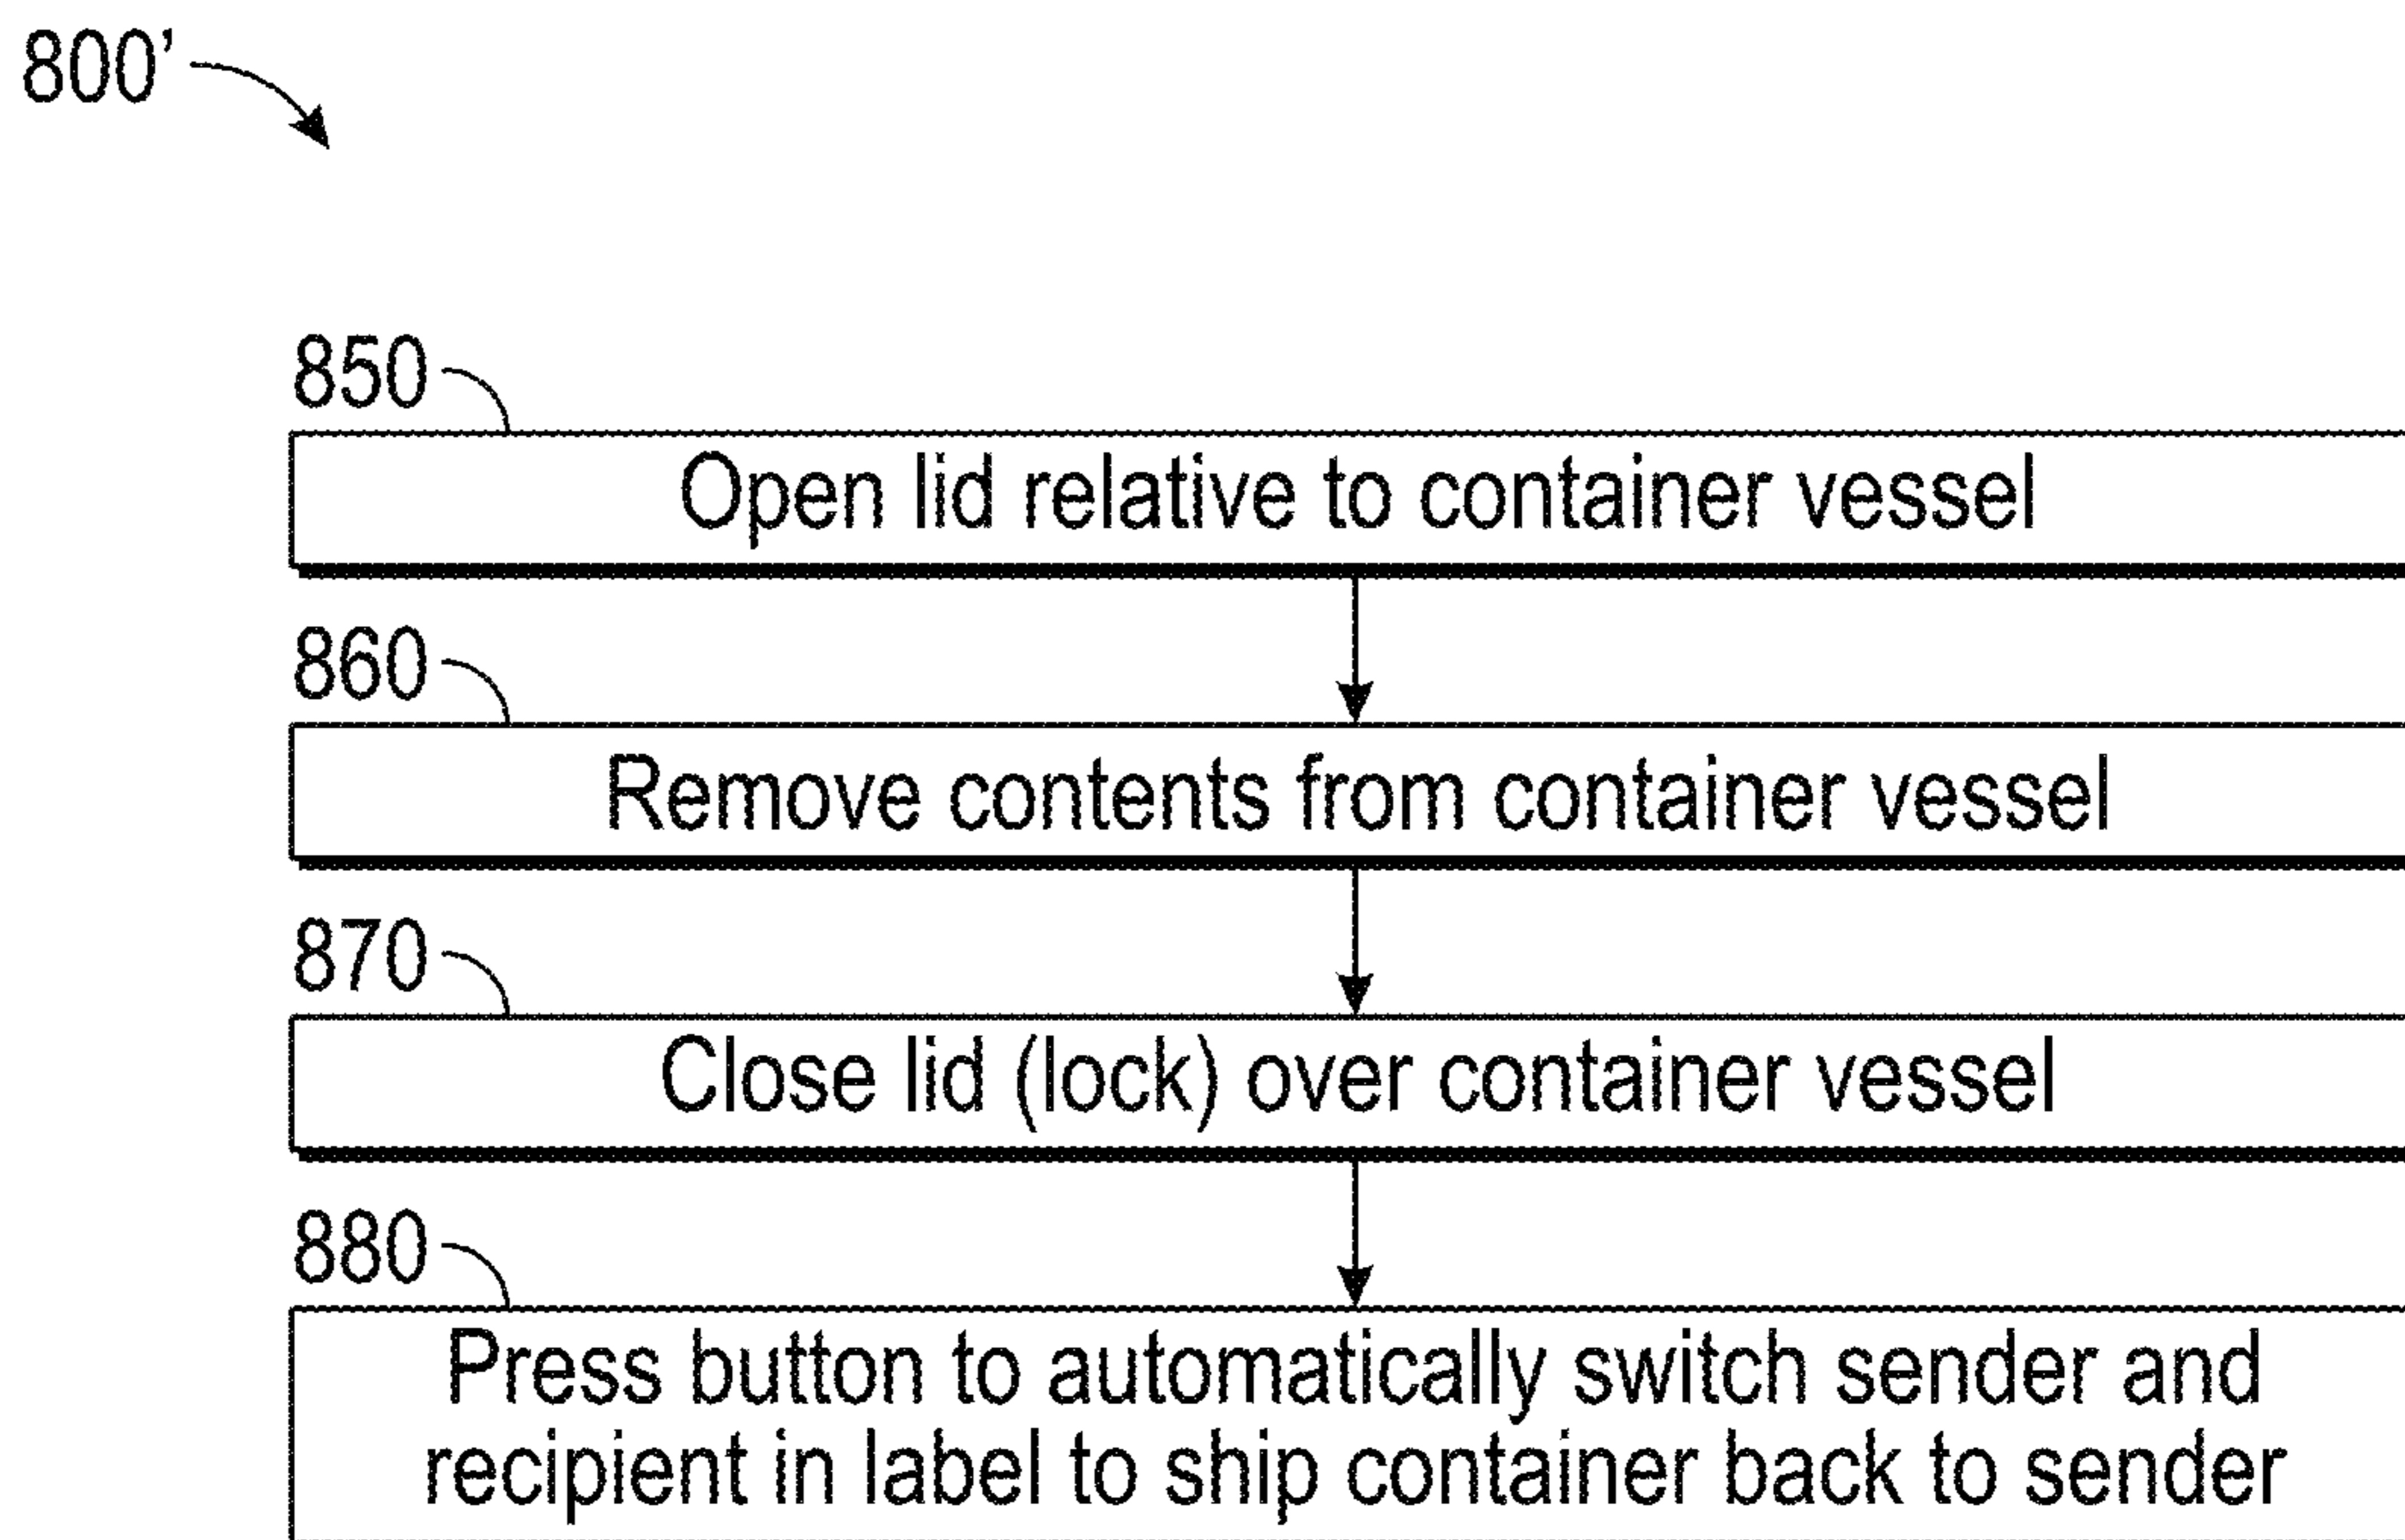 800’
850
Open lid relative to container vessel
860
Remove contents from container vessel
870
Close lid (lock) over container vessel
880
Press button to automatically switch sender and
recipient in label to ship container back to sender